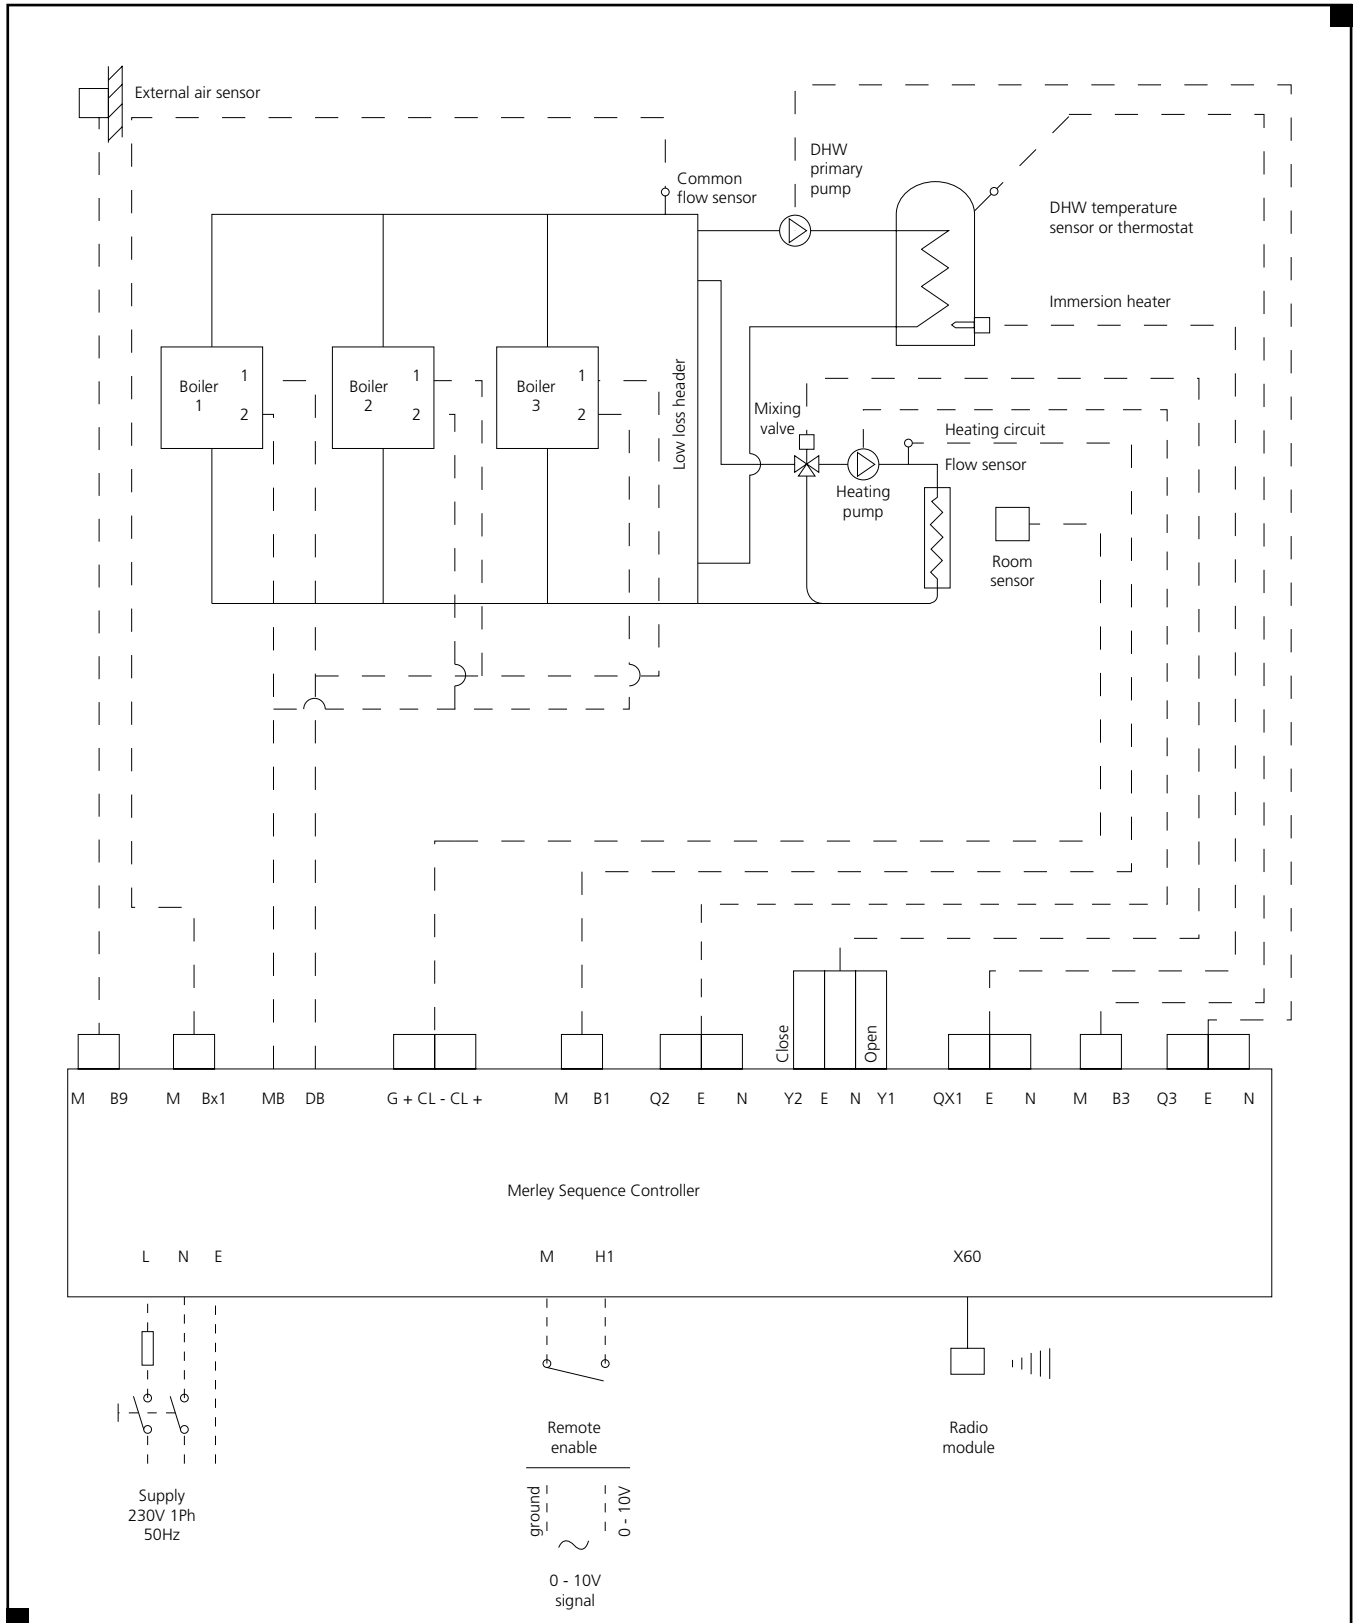 External air sensor
DHW
primary
pump
Common
flow sensor
DHW temperature
sensor or thermostat
Immersion heater
Boiler
1
1
2
Boiler
2
1
2
Boiler
3
1
2
Low loss header
Mixing
valve
Heating circuit
Flow sensor
Heating
pump
Room
sensor
Close
Open
M B9 M Bx1 MB DB G + CL - CL + M B1 Q2 E N Y2 E N Y1 QX1 E N M B3 Q3 E N
Merley Sequence Controller
L N E M H1 X60
Remote
enable
Radio
module
Supply
230V 1Ph
50Hz
ground
0 - 10V
0 - 10V
signal